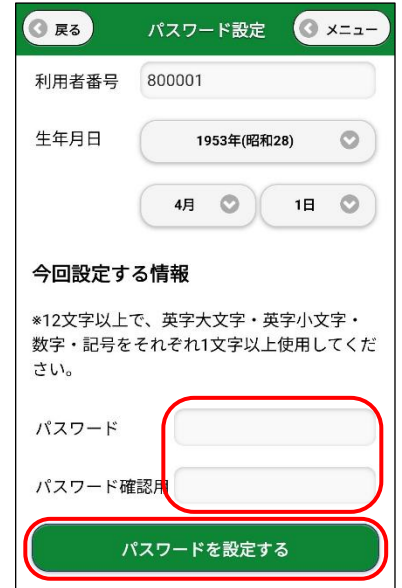 戻る パスワード設定 メニュー
利用者番号 800001
生年月日 1953年(昭和28)
4月 1日
今回設定する情報
*12文字以上で、英字大文字・英字小文字・
数字・記号をそれぞれ1文字以上使用してくだ
さい。
パスワード
パスワード確認用
パスワードを設定する